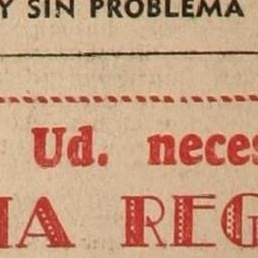 Y SIN PROBLEMA
Ud. neces
IA REG